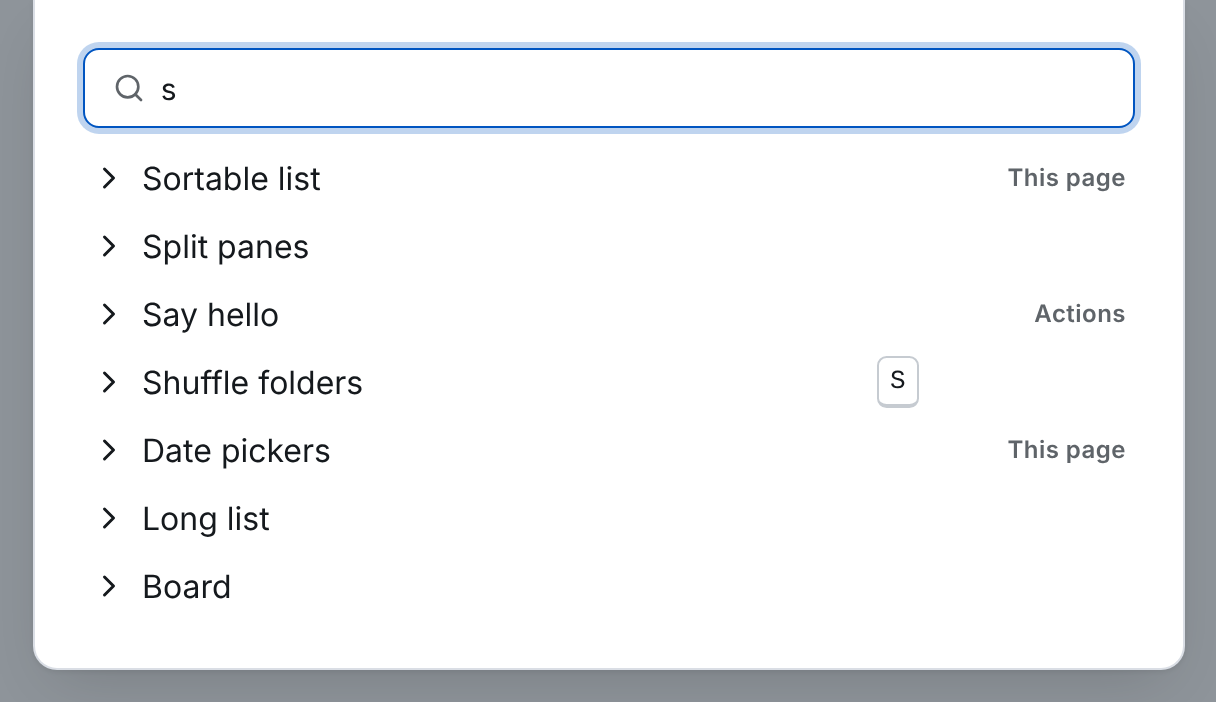 s
Sortable list This page
Split panes
Say hello Actions
Shuffle folders S
Date pickers This page
Long list
Board